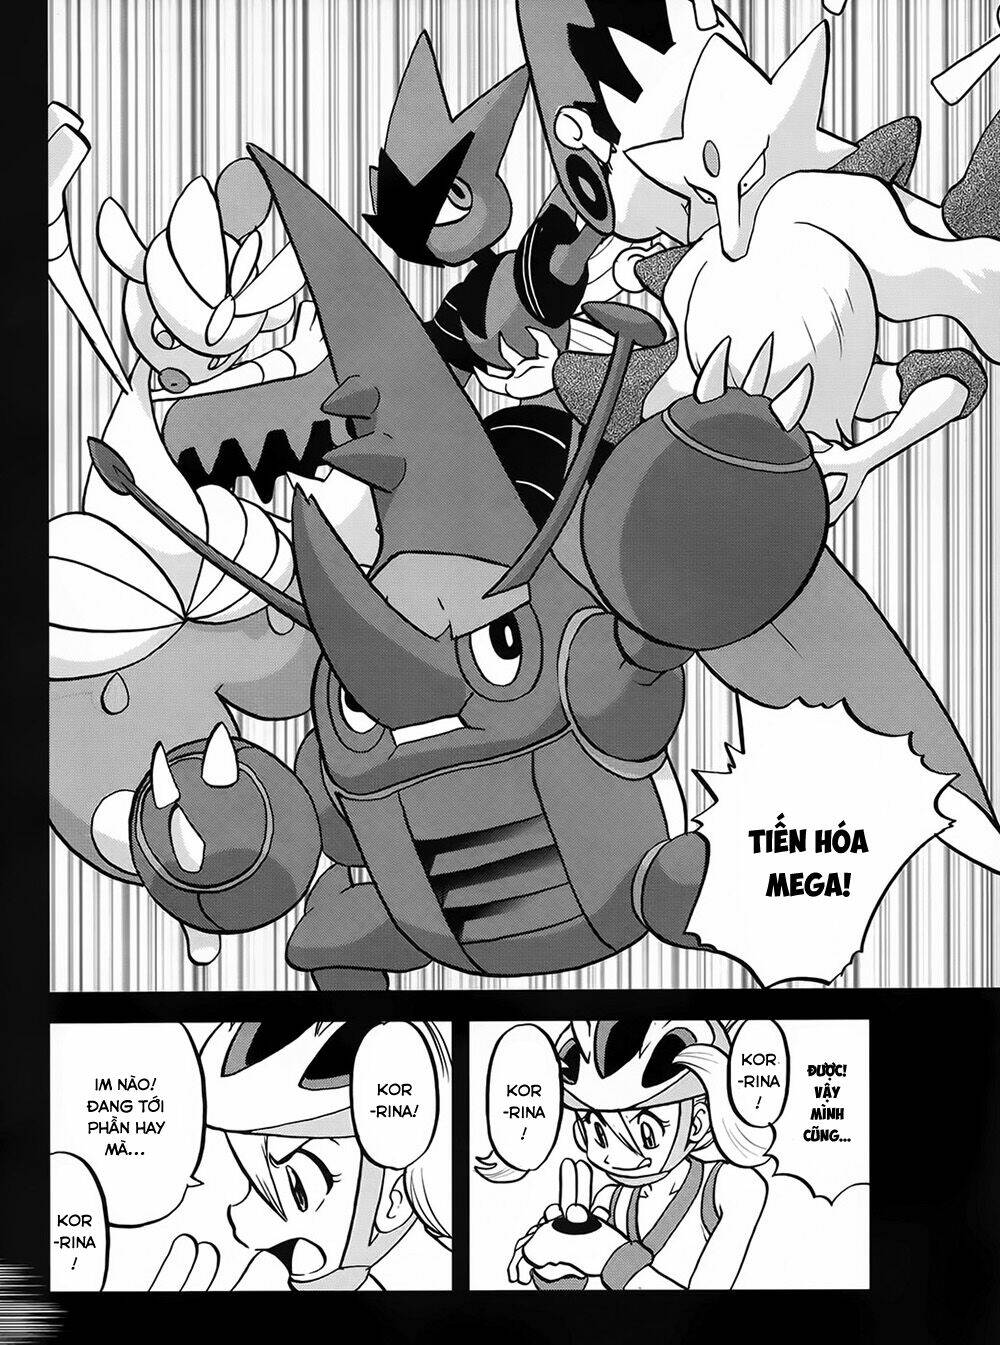 TIẾN HÓA
MEGA!
IM NÀO!
ĐANG TỚI
PHẦN HAY
MÀ...
KOR
-RINA!
KOR
-RINA
!
KOR
-RINA
!
KOR
-RINA
!
ĐƯỢC!
VẬY
MÌNH
CŨNG...